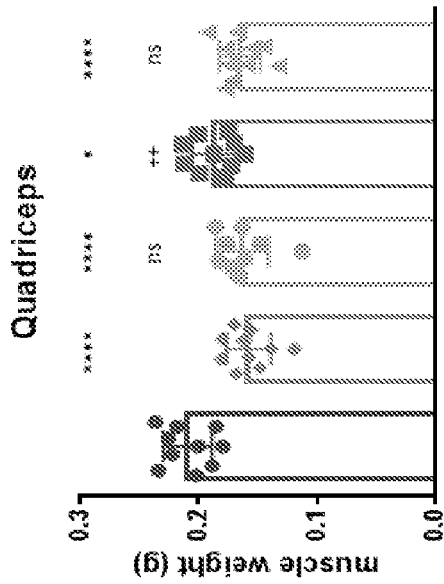 Quadriceps
**** **** * ****
ns ++ ns
0.3
0.2
0.1
0.0
muscle weight (g)